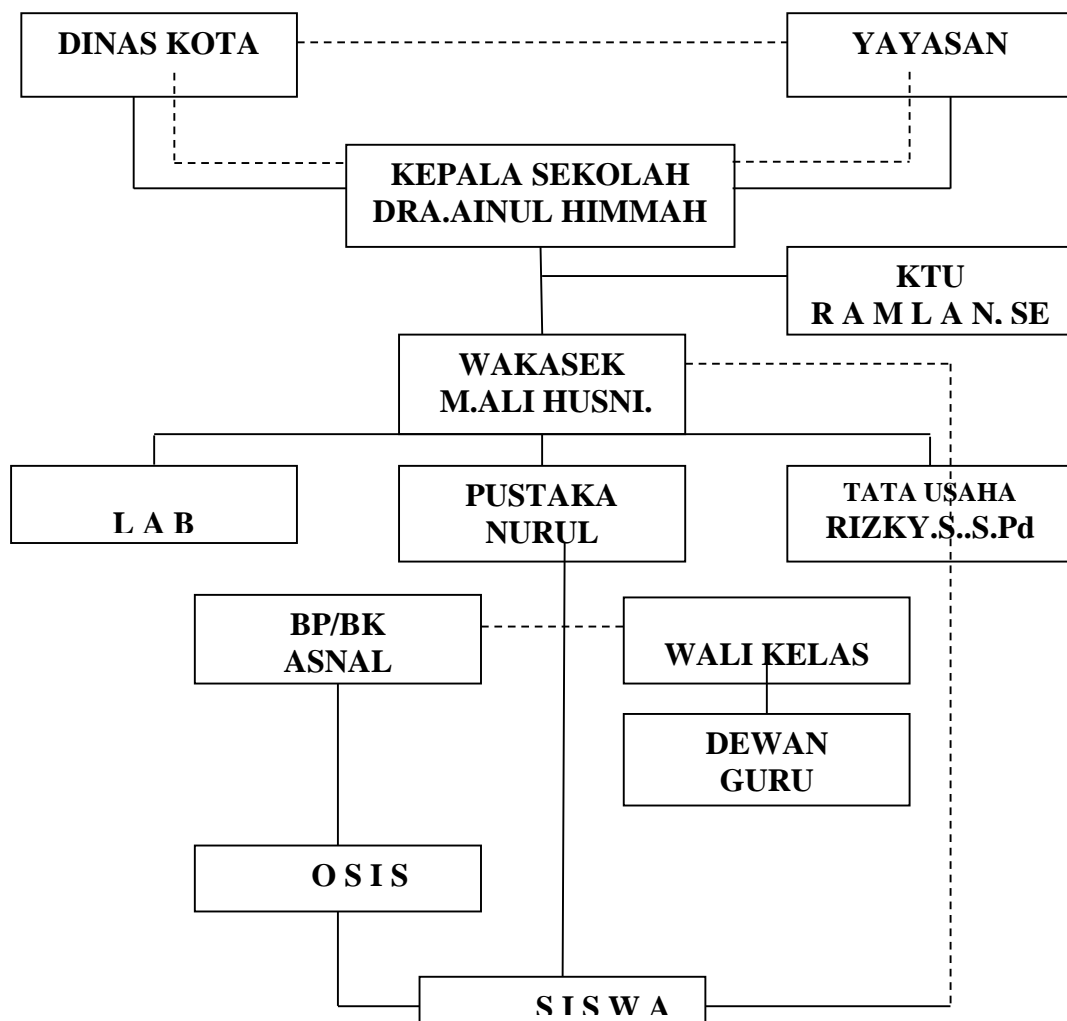 DINAS KOTA
YAYASAN
KEPALA SEKOLAH
DRA.AINUL HIMMAH
KTU
R A M L A N. SE
WAKASEK
M.ALI HUSNI.
L A B
PUSTAKA
NURUL
TATA USAHA
RIZKY.S..S.Pd
BP/BK
ASNAL
WALI KELAS
DEWAN
GURU
O S I S
S I S W A